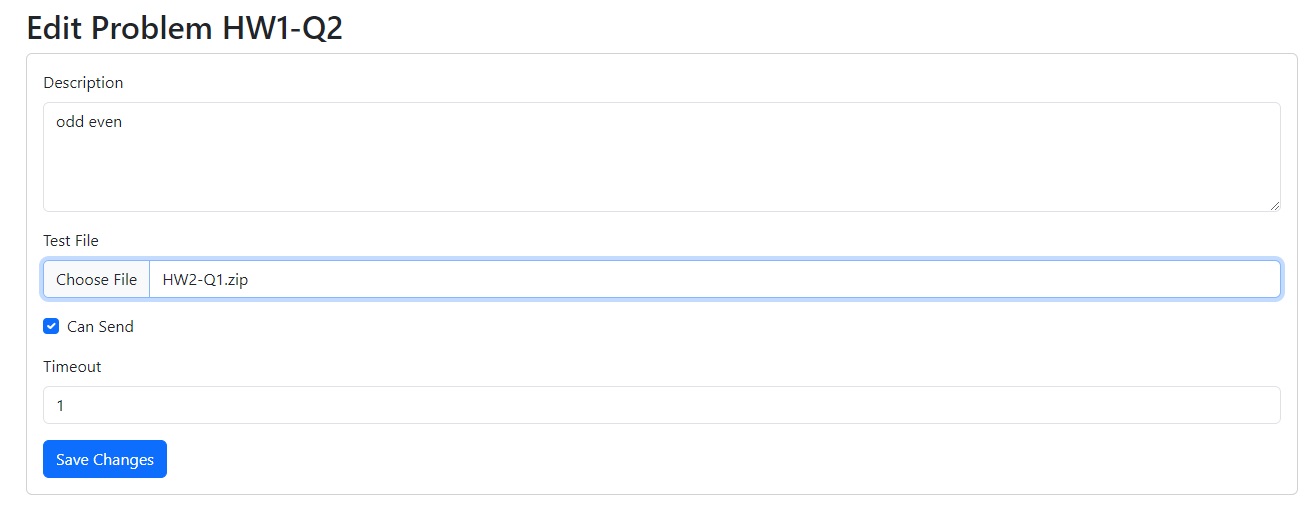 Edit Problem HW1-Q2
Description
odd even
Test File
Choose File HW2-Q1.zip
Can Send
Timeout
1
Save Changes